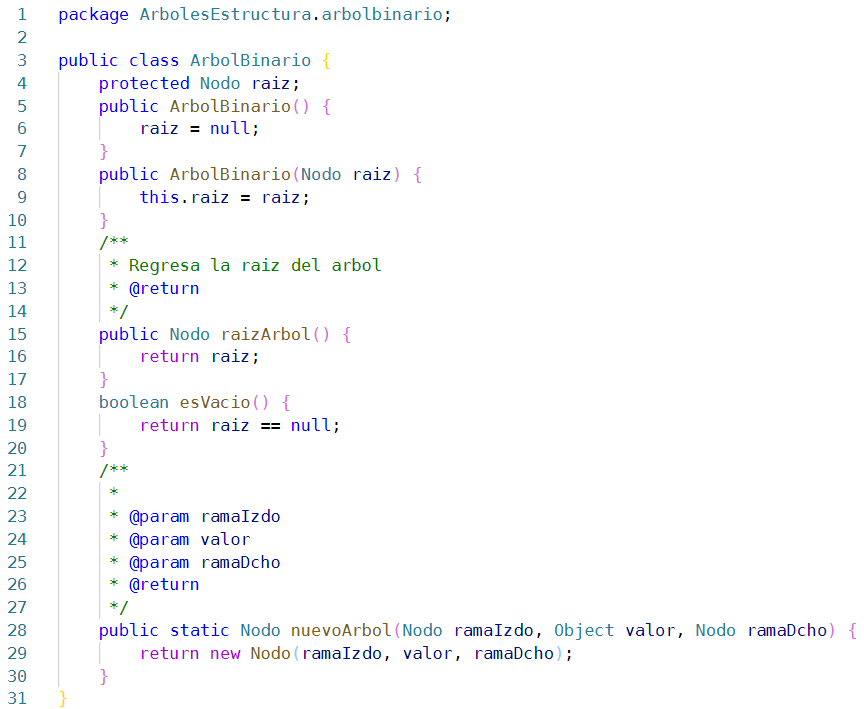 1 package ArbolesEstructura.arbolbinario;
2
3 public class ArbolBinario {
4     protected Nodo raiz;
5     public ArbolBinario() {
6         raiz = null;
7     }
8     public ArbolBinario(Nodo raiz) {
9         this.raiz = raiz;
10     }
11     /**
12      * Regresa la raiz del arbol
13      * @return
14      */
15     public Nodo raizArbol() {
16         return raiz;
17     }
18     boolean esVacio() {
19         return raiz == null;
20     }
21     /**
22      *
23      * @param ramaIzdo
24      * @param valor
25      * @param ramaDcho
26      * @return
27      */
28     public static Nodo nuevoArbol(Nodo ramaIzdo, Object valor, Nodo ramaDcho) {
29         return new Nodo(ramaIzdo, valor, ramaDcho);
30     }
31 }